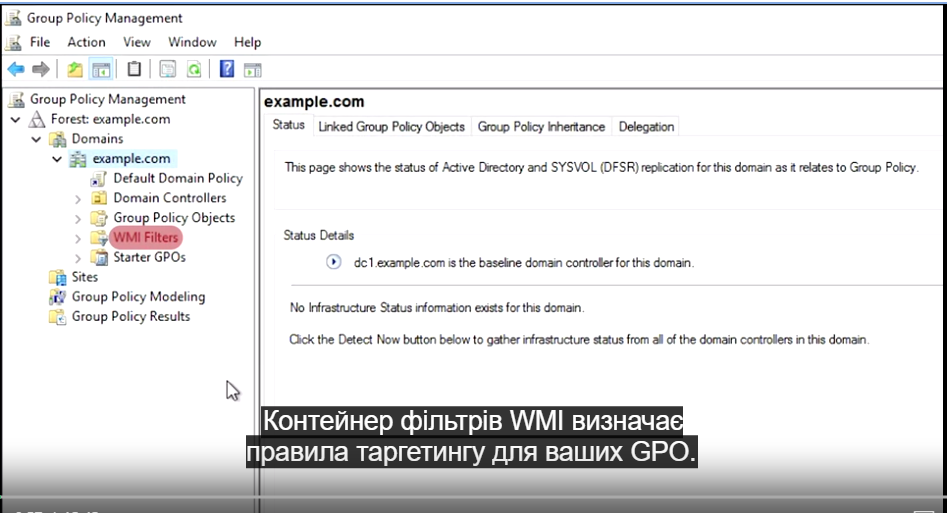 Group Policy Management
File Action View Window Help
Group Policy Management
Forest: example.com
Domains
example.com
Default Domain Policy
Domain Controllers
Group Policy Objects
WMI Filters
Starter GPOs
Sites
Group Policy Modeling
Group Policy Results
example.com
Status Linked Group Policy Objects Group Policy Inheritance Delegation
This page shows the status of Active Directory and SYSVOL (DFSR) replication for this domain as it relates to Group Policy.
Status Details
dc1.example.com is the baseline domain controller for this domain.
No Infrastructure Status information exists for this domain.
Click the Detect Now button below to gather infrastructure status from all of the domain controllers in this domain.
Контейнер фільтрів WMI визначає
правила таргетингу для ваших GPO.